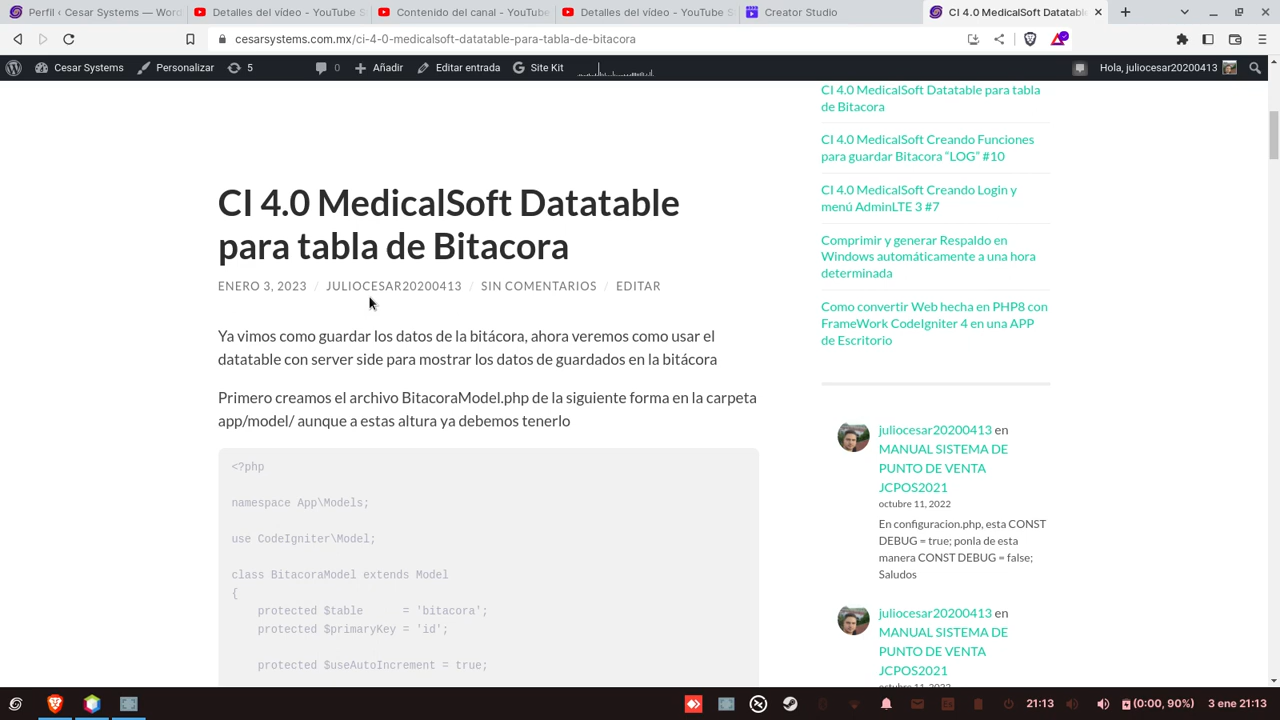 Perfil ‹ Cesar Systems — Word
Detalles del vídeo - YouTube S
Contenido del canal - YouTube
Detalles del vídeo - YouTube S
Creator Studio
CI 4.0 MedicalSoft Datatable
cesarsystems.com.mx/ci-4-0-medicalsoft-datatable-para-tabla-de-bitacora
Cesar Systems
Personalizar
5
0
Añadir
Editar entrada
Site Kit
Hola, juliocesar20200413
CI 4.0 MedicalSoft Datatable
para tabla de Bitacora
ENERO 3, 2023 / JULIOCESAR20200413 / SIN COMENTARIOS / EDITAR
Ya vimos como guardar los datos de la bitácora, ahora veremos como usar el
datatable con server side para mostrar los datos de guardados en la bitácora
Primero creamos el archivo BitacoraModel.php de la siguiente forma en la carpeta
app/model/ aunque a estas altura ya debemos tenerlo
<?php
namespace App\Models;
use CodeIgniter\Model;
class BitacoraModel extends Model
{
protected $table      = 'bitacora';
protected $primaryKey = 'id';
protected $useAutoIncrement = true;
CI 4.0 MedicalSoft Datatable para tabla
de Bitacora
CI 4.0 MedicalSoft Creando Funciones
para guardar Bitacora “LOG” #10
CI 4.0 MedicalSoft Creando Login y
menú AdminLTE 3 #7
Comprimir y generar Respaldo en
Windows automáticamente a una hora
determinada
Como convertir Web hecha en PHP8 con
FrameWork CodeIgniter 4 en una APP
de Escritorio
juliocesar20200413 en
MANUAL SISTEMA DE
PUNTO DE VENTA
JCPOS2021
octubre 11, 2022
En configuracion.php, esta CONST
DEBUG = true; ponla de esta
manera CONST DEBUG = false;
Saludos
juliocesar20200413 en
MANUAL SISTEMA DE
PUNTO DE VENTA
JCPOS2021
octubre 11, 2022
21:13
(0:00, 90%)
3 ene 21:13